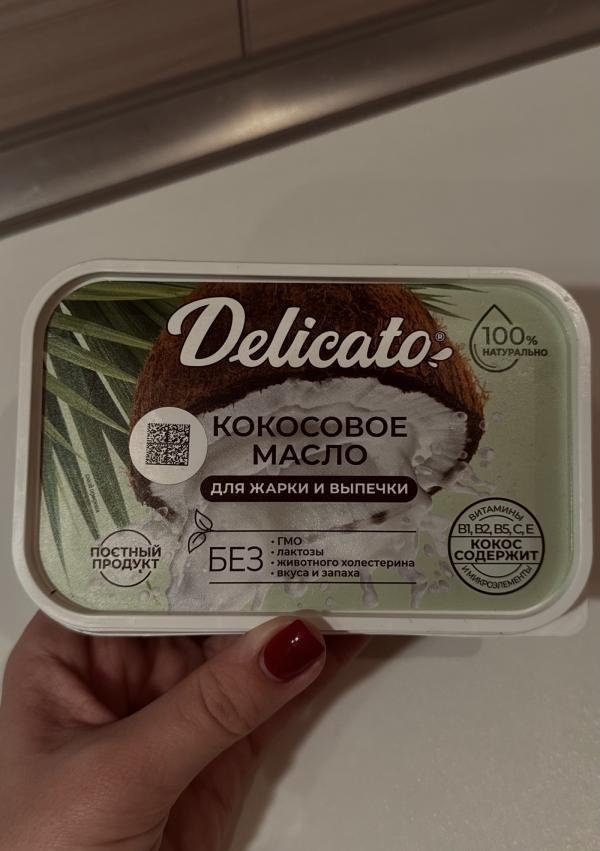 Delicato®
100%
НАТУРАЛЬНО
КОКОСОВОЕ
МАСЛО
ДЛЯ ЖАРКИ И ВЫПЕЧКИ
ПОСТНЫЙ
ПРОДУКТ
БЕЗ
• ГМО
• лактозы
• животного холестерина
• вкуса и запаха
ВИТАМИНЫ
B1, B2, B5, C, E
КОКОС
СОДЕРЖИТ
И МИКРОЭЛЕМЕНТЫ